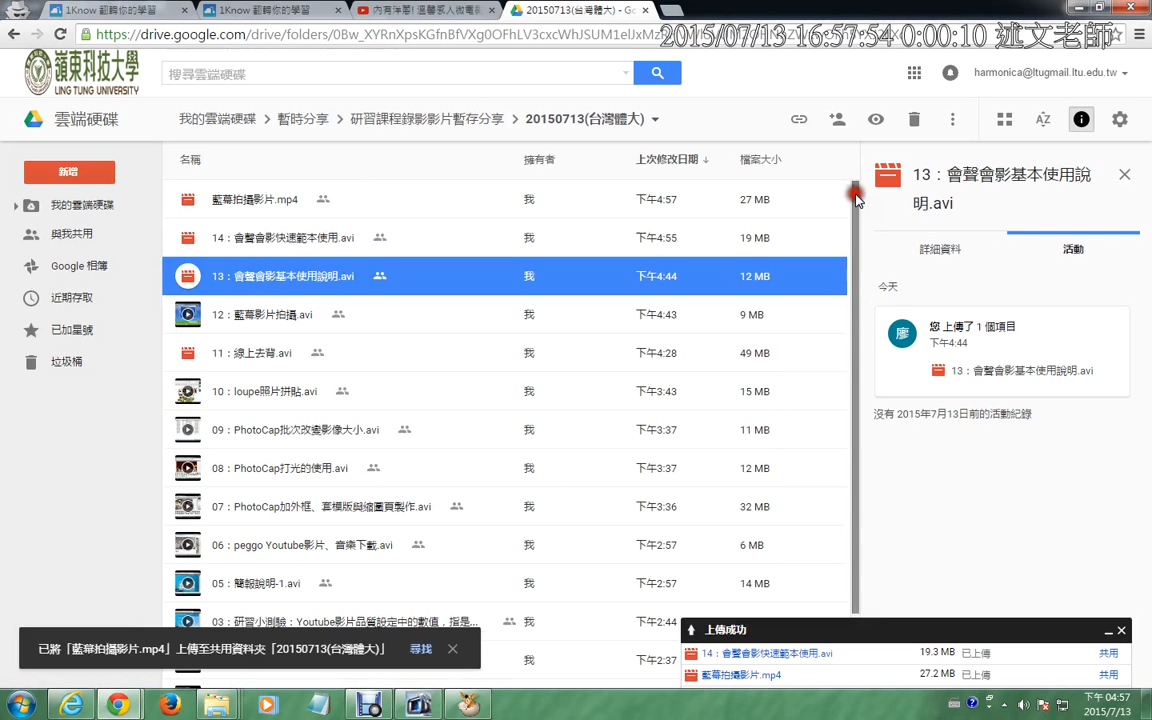 1Know 翻轉你的學習
1Know 翻轉你的學習
內有洋蔥! 溫馨感人微電影
20150713(台灣體大) - Go
https://drive.google.com/drive/folders/
2015/07/13 16:57:54 0:00:10 述文老師
嶺東科技大學
LING TUNG UNIVERSITY
搜尋雲端硬碟
harmonica@ltugmail.ltu.edu.tw
雲端硬碟
我的雲端硬碟 > 暫時分享 > 研習課程錄影影片暫存分享 > 20150713(台灣體大)
新增
我的雲端硬碟
與我共用
Google 相簿
近期存取
已加星號
垃圾桶
名稱 擁有者 上次修改日期 ↓ 檔案大小
藍幕拍攝影片.mp4 我 下午4:57 27 MB
14：會聲會影快速範本使用.avi 我 下午4:55 19 MB
13：會聲會影基本使用說明.avi 我 下午4:44 12 MB
12：藍幕影片拍攝.avi 我 下午4:43 9 MB
11：線上去背.avi 我 下午4:28 49 MB
10：loupe照片拼貼.avi 我 下午3:43 15 MB
09：PhotoCap批次改變影像大小.avi 我 下午3:37 11 MB
08：PhotoCap打光的使用.avi 我 下午3:37 12 MB
07：PhotoCap加外框、套模版與縮圖頁製作.avi 我 下午3:36 32 MB
06：peggo Youtube影片、音樂下載.avi 我 下午2:57 6 MB
05：簡報說明-1.avi 我 下午2:57 14 MB
03：研習小測驗：Youtube影片品質設定中的數值，指是... 我 下午2:44
我 下午2:37
13：會聲會影基本使用說
明.avi
詳細資料 活動
今天
廖
您 上傳了 1 個項目
下午4:44
13：會聲會影基本使用說明.avi
沒有 2015年7月13日前的活動紀錄
已將「藍幕拍攝影片.mp4」上傳至共用資料夾「20150713(台灣體大)」 尋找
上傳成功
14：會聲會影快速範本使用.avi 19.3 MB 已上傳 共用
藍幕拍攝影片.mp4 27.2 MB 已上傳 共用
下午 04:57
2015/7/13